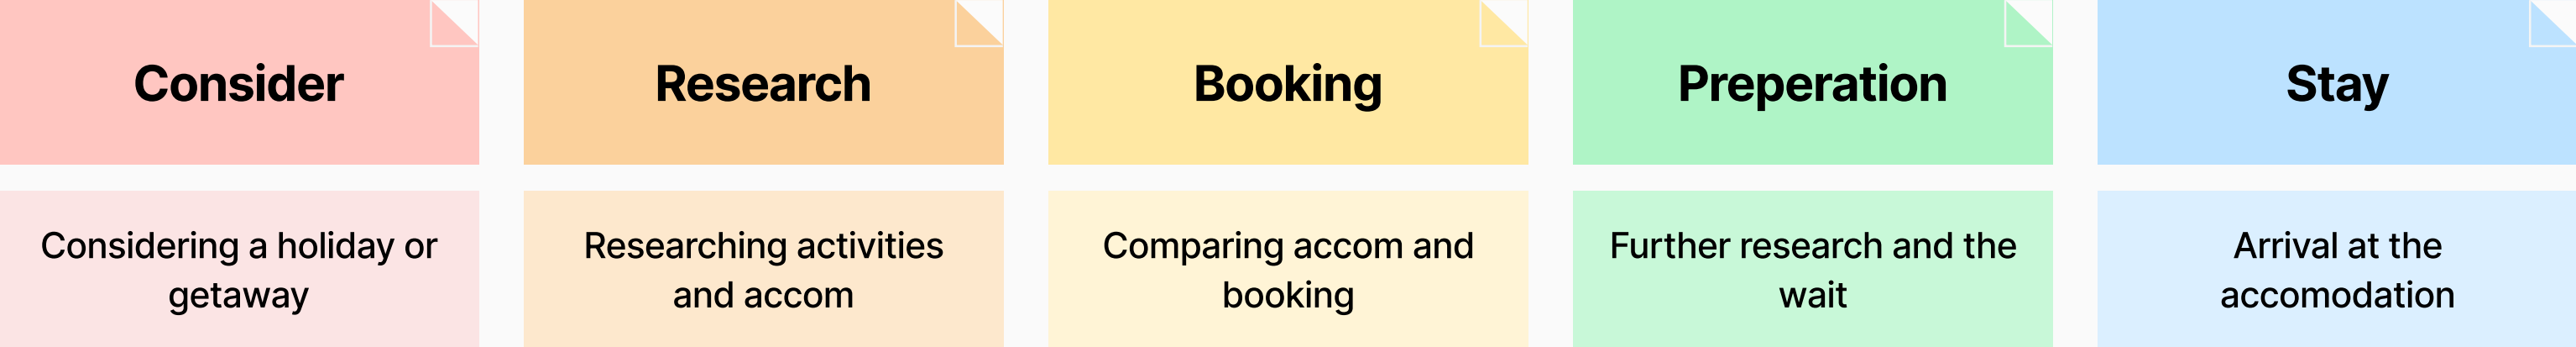 Consider
Research
Booking
Preperation
Stay
Considering a holiday or
getaway
Researching activities
and accom
Comparing accom and
booking
Further research and the
wait
Arrival at the
accomodation